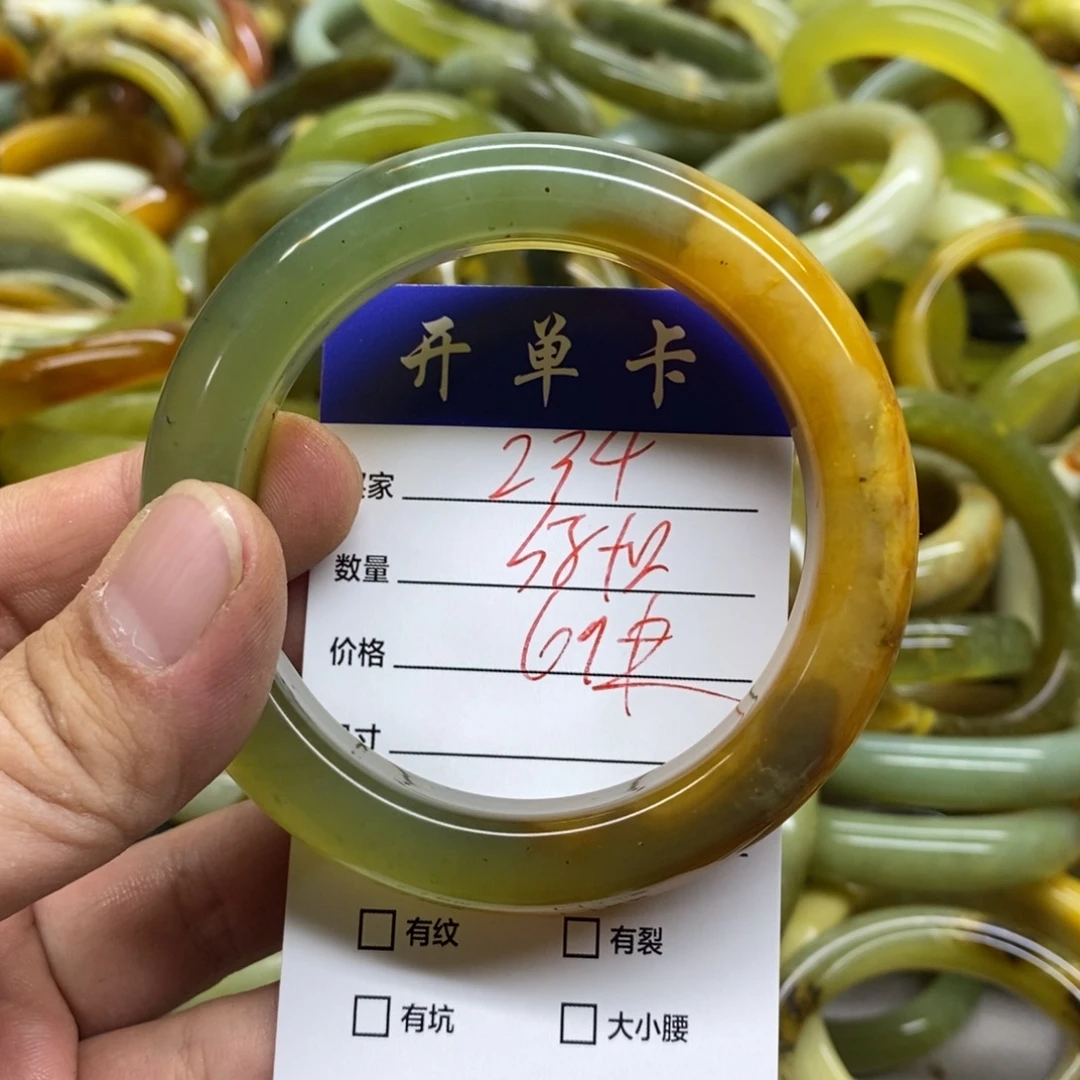 开单卡
家 234
数量 58
价格 69
寸
有纹 有裂
有坑 大小腰